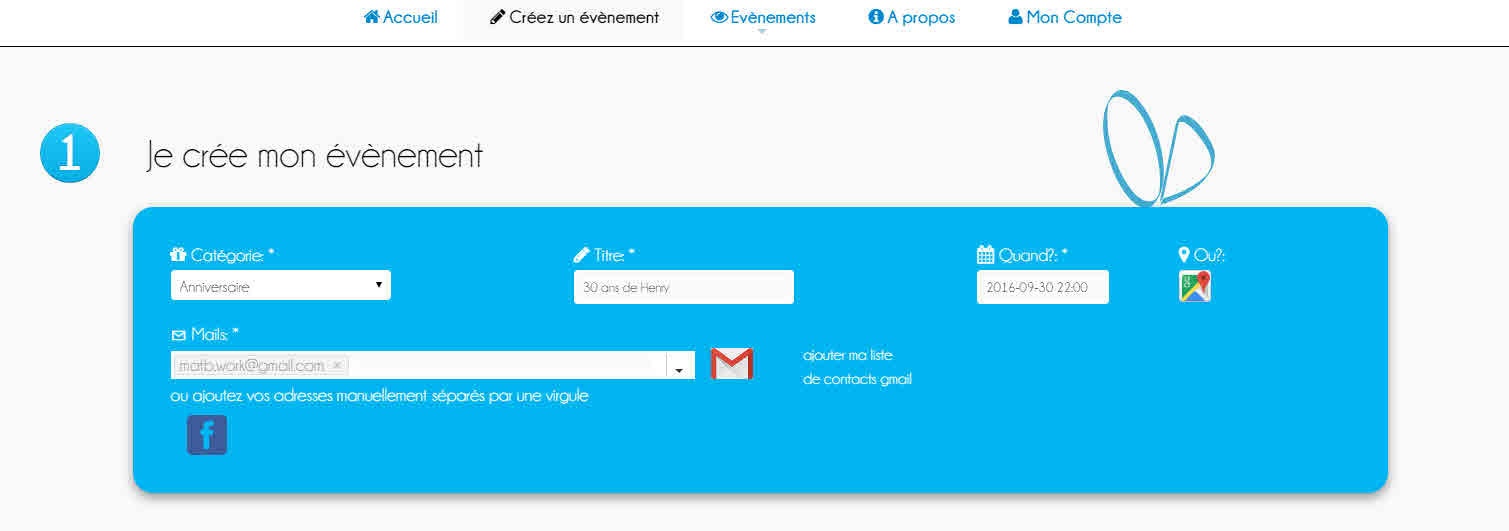 Accueil Créez un évènement Evènements A propos Mon Compte
1 Je crée mon évènement
Catégorie: * Titre: * Quand?: * Ou?:
Anniversaire 30 ans de Henry 2016-09-30 22:00
Mails: *
matb.work@gmail.com ×
ajouter ma liste
de contacts gmail
ou ajoutez vos adresses manuellement séparés par une virgule